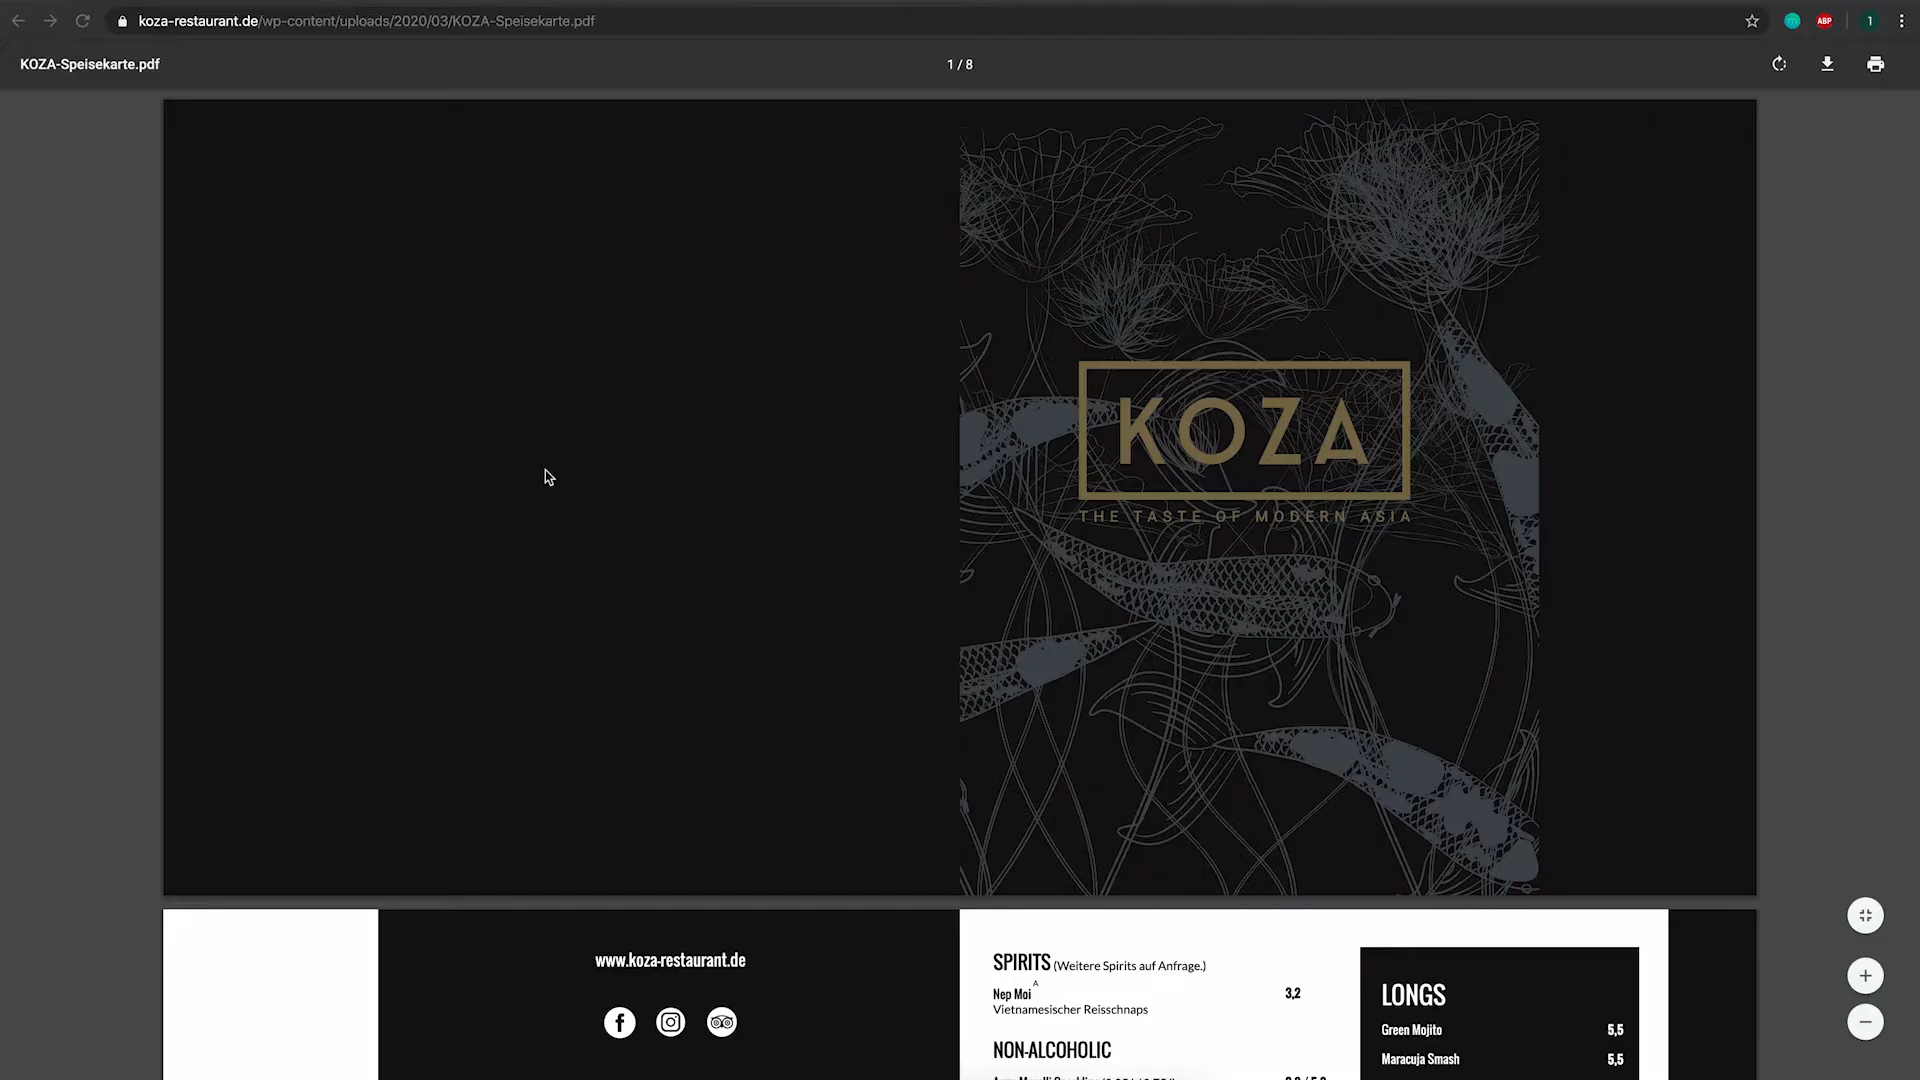 koza-restaurant.de/wp-content/uploads/2020/03/KOZA-Speisekarte.pdf
ABP
1
KOZA-Speisekarte.pdf
1 / 8
KOZA
THE TASTE OF MODERN ASIA
www.koza-restaurant.de
SPIRITS (Weitere Spirits auf Anfrage.)
Nep Moi A 3,2
Vietnamesischer Reisschnaps
NON-ALCOHOLIC
LONGS
Green Mojito 5,5
Maracuja Smash 5,5